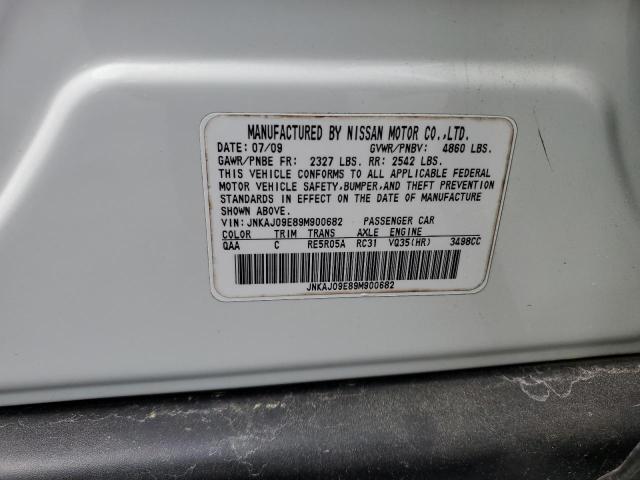 MANUFACTURED BY NISSAN MOTOR CO.,LTD.
DATE: 07/09 GVWR/PNBV: 4860 LBS.
GAWR/PNBE FR: 2327 LBS. RR: 2542 LBS.
THIS VEHICLE CONFORMS TO ALL APPLICABLE FEDERAL
MOTOR VEHICLE SAFETY, BUMPER, AND THEFT PREVENTION
STANDARDS IN EFFECT ON THE DATE OF MANUFACTURE
SHOWN ABOVE.
VIN: JNKAJ09E89M900682 PASSENGER CAR
COLOR TRIM TRANS AXLE ENGINE
QAA C RE5R05A RC31 VQ35(HR) 3498CC
JNKAJ09E89M900682